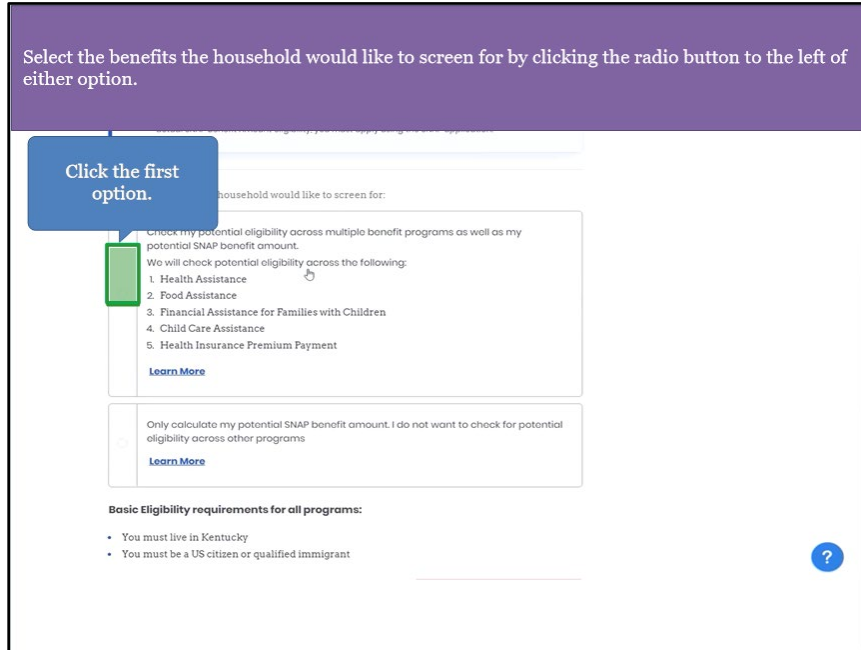 Select the benefits the household would like to screen for by clicking the radio button to the left of
either option.
Click the first
option.
household would like to screen for:
Check my potential eligibility across multiple benefit programs as well as my
potential SNAP benefit amount.
We will check potential eligibility across the following:
1. Health Assistance
2. Food Assistance
3. Financial Assistance for Families with Children
4. Child Care Assistance
5. Health Insurance Premium Payment
Learn More
Only calculate my potential SNAP benefit amount. I do not want to check for potential
eligibility across other programs
Learn More
Basic Eligibility requirements for all programs:
• You must live in Kentucky
• You must be a US citizen or qualified immigrant
?